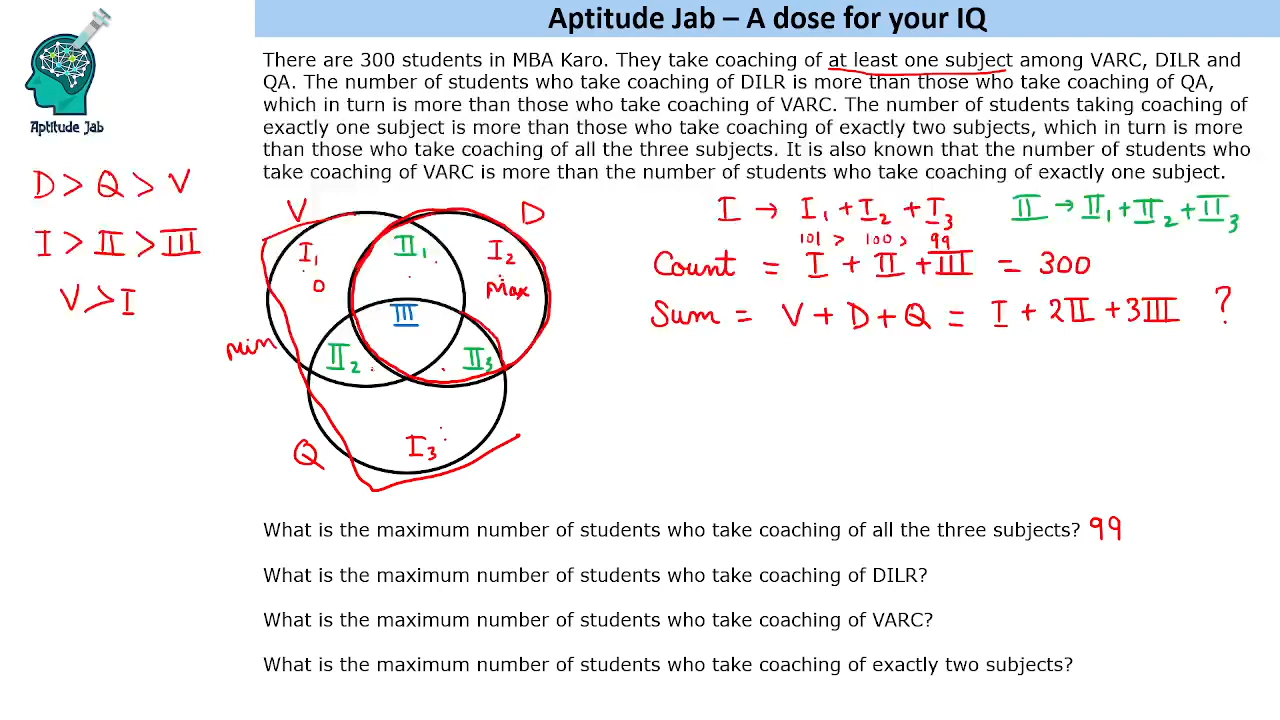 Aptitude Jab – A dose for your IQ
Aptitude Jab
There are 300 students in MBA Karo. They take coaching of at least one subject among VARC, DILR and
QA. The number of students who take coaching of DILR is more than those who take coaching of QA,
which in turn is more than those who take coaching of VARC. The number of students taking coaching of
exactly one subject is more than those who take coaching of exactly two subjects, which in turn is more
than those who take coaching of all the three subjects. It is also known that the number of students who
take coaching of VARC is more than the number of students who take coaching of exactly one subject.
D > Q > V
I > II > III
V > I
V
D
I₁
II₁
I₂
0
max
III
min
II₂
II₃
Q
I₃
I → I₁ + I₂ + I₃
II → II₁ + II₂ + II₃
101 > 100 > 99
Count = I + II + III = 300
Sum = V + D + Q = I + 2II + 3III ?
What is the maximum number of students who take coaching of all the three subjects? 99
What is the maximum number of students who take coaching of DILR?
What is the maximum number of students who take coaching of VARC?
What is the maximum number of students who take coaching of exactly two subjects?